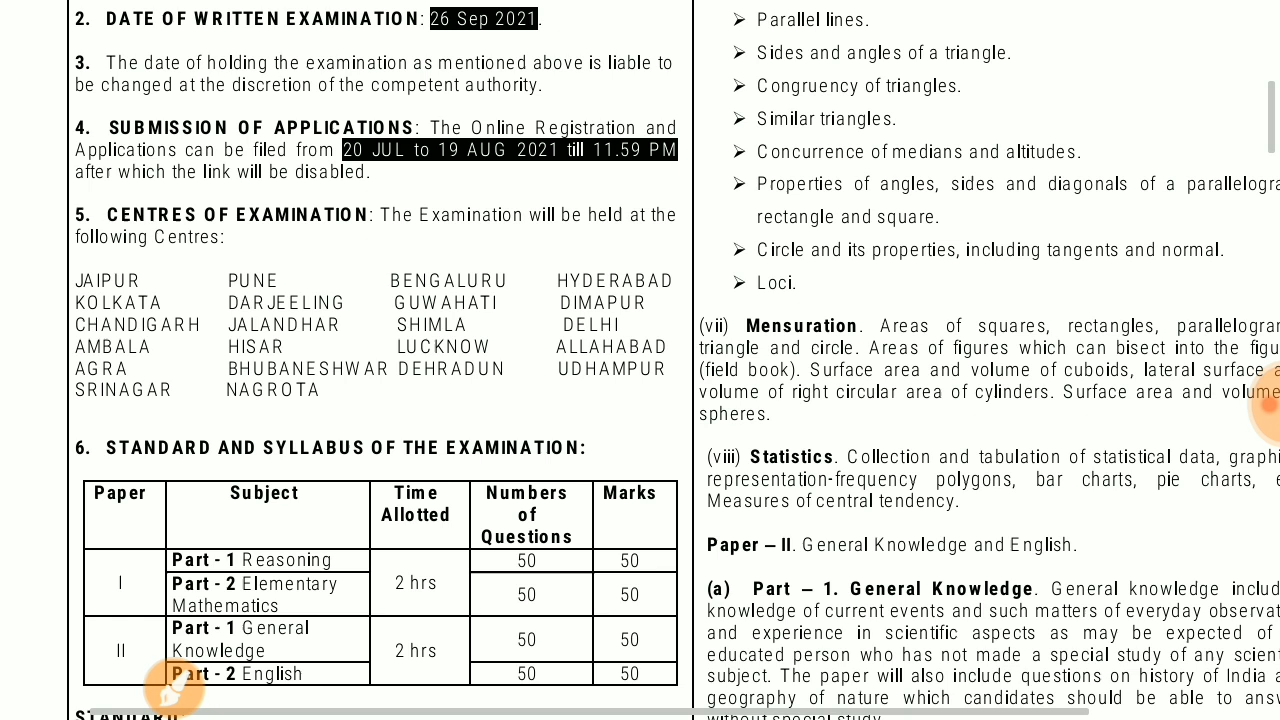 2. DATE OF WRITTEN EXAMINATION: 26 Sep 2021.
3. The date of holding the examination as mentioned above is liable to
be changed at the discretion of the competent authority.
4. SUBMISSION OF APPLICATIONS: The Online Registration and
Applications can be filed from 20 JUL to 19 AUG 2021 till 11.59 PM
after which the link will be disabled.
5. CENTRES OF EXAMINATION: The Examination will be held at the
following Centres:
JAIPUR PUNE BENGALURU HYDERABAD
KOLKATA DARJEELING GUWAHATI DIMAPUR
CHANDIGARH JALANDHAR SHIMLA DELHI
AMBALA HISAR LUCKNOW ALLAHABAD
AGRA BHUBANESHWAR DEHRADUN UDHAMPUR
SRINAGAR NAGROTA
6. STANDARD AND SYLLABUS OF THE EXAMINATION:
Paper Subject Time Numbers Marks
Allotted of
Questions
I Part - 1 Reasoning 2 hrs 50 50
Part - 2 Elementary 50 50
Mathematics
II Part - 1 General 2 hrs 50 50
Knowledge
Part - 2 English 50 50
STANDARD:
➢ Parallel lines.
➢ Sides and angles of a triangle.
➢ Congruency of triangles.
➢ Similar triangles.
➢ Concurrence of medians and altitudes.
➢ Properties of angles, sides and diagonals of a parallelogra
rectangle and square.
➢ Circle and its properties, including tangents and normal.
➢ Loci.
(vii) Mensuration. Areas of squares, rectangles, parallelogra
triangle and circle. Areas of figures which can bisect into the figu
(field book). Surface area and volume of cuboids, lateral surface a
volume of right circular area of cylinders. Surface area and volume
spheres.
(viii) Statistics. Collection and tabulation of statistical data, graphi
representation-frequency polygons, bar charts, pie charts, e
Measures of central tendency.
Paper – II. General Knowledge and English.
(a) Part – 1. General Knowledge. General knowledge includ
knowledge of current events and such matters of everyday observat
and experience in scientific aspects as may be expected of
educated person who has not made a special study of any scien
subject. The paper will also include questions on history of India a
geography of nature which candidates should be able to answ
without special study.